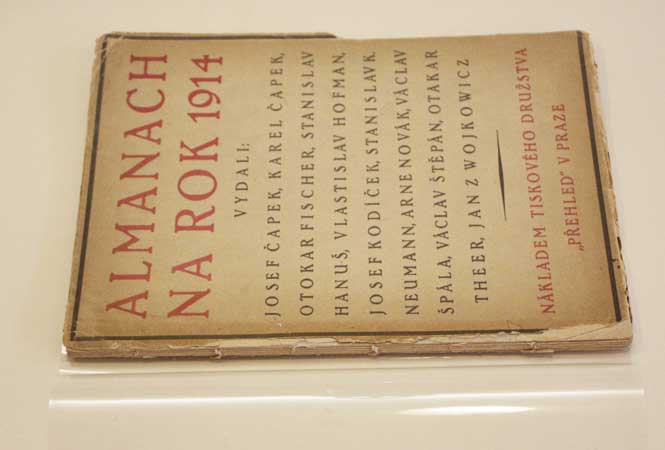 ALMANACH
NA ROK 1914
VYDALI:
JOSEF ČAPEK, KAREL ČAPEK,
OTOKAR FISCHER, STANISLAV
HANUŠ, VLASTISLAV HOFMAN,
JOSEF KODÍČEK, STANISLAV K.
NEUMANN, ARNE NOVÁK, VÁCLAV
ŠPÁLA, VÁCLAV ŠTĚPÁN, OTAKAR
THEER, JAN Z WOJKOWICZ
NÁKLADEM TISKOVÉHO DRUŽSTVA
„PŘEHLED" V PRAZE